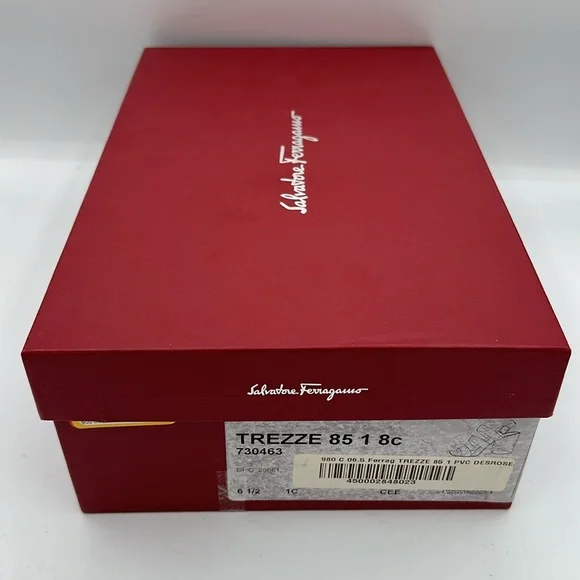 Salvatore Ferragamo
Salvatore Ferragamo
TREZZE 85 1 8c
730463
980 C 06.5 Ferrag TREZZE 85 1 PVC DESROSE
450002848023
6 1/2 1C CEE